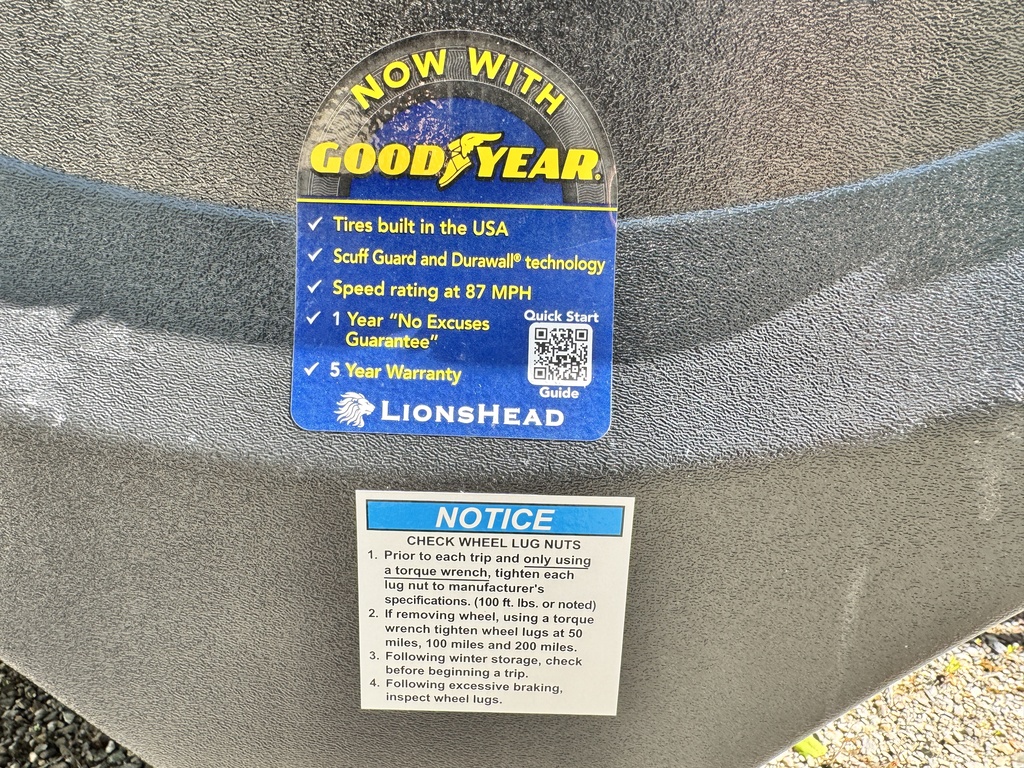 NOW WITH
GOODYEAR.
✓ Tires built in the USA
✓ Scuff Guard and Durawall® technology
✓ Speed rating at 87 MPH
✓ 1 Year "No Excuses
Guarantee"
Quick Start
Guide
✓ 5 Year Warranty
LIONSHEAD
NOTICE
CHECK WHEEL LUG NUTS
1. Prior to each trip and only using
a torque wrench, tighten each
lug nut to manufacturer's
specifications. (100 ft. lbs. or noted)
2. If removing wheel, using a torque
wrench tighten wheel lugs at 50
miles, 100 miles and 200 miles.
3. Following winter storage, check
before beginning a trip.
4. Following excessive braking,
inspect wheel lugs.